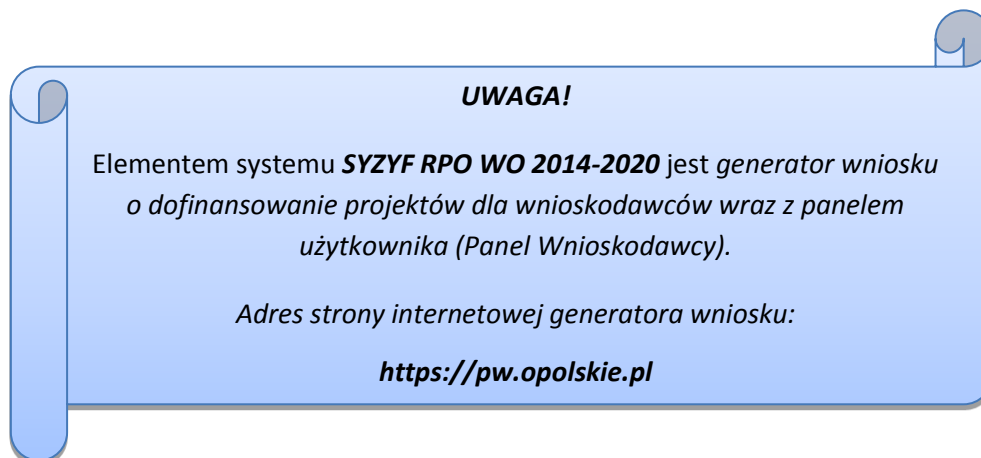 UWAGA!
Elementem systemu SYZYF RPO WO 2014-2020 jest generator wniosku
o dofinansowanie projektów dla wnioskodawców wraz z panelem
użytkownika (Panel Wnioskodawcy).
Adres strony internetowej generatora wniosku:
https://pw.opolskie.pl